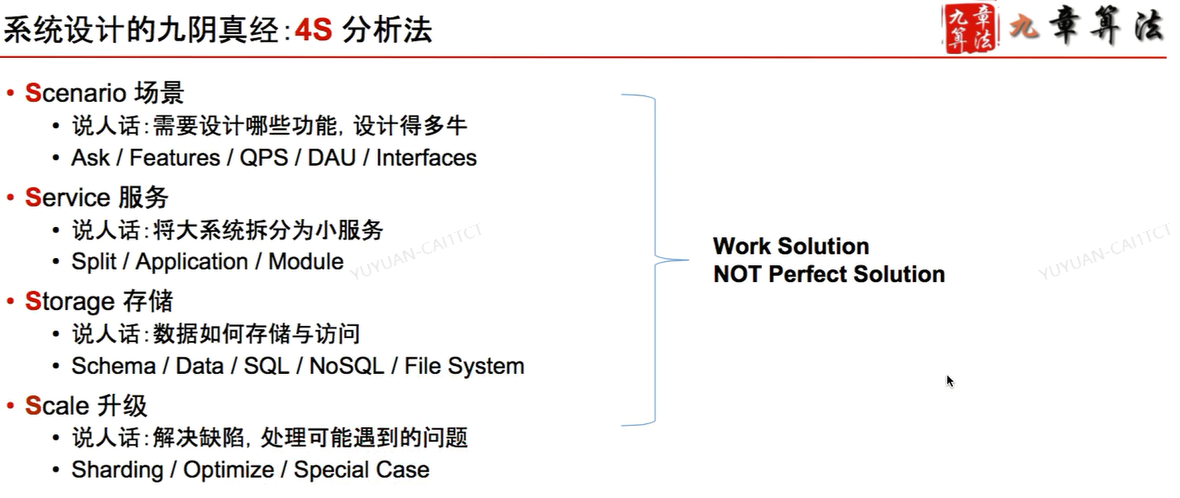 系统设计的九阴真经:4S 分析法
九章算法 九章算法
• Scenario 场景
• 说人话:需要设计哪些功能,设计得多牛
• Ask / Features / QPS / DAU / Interfaces
• Service 服务
• 说人话:将大系统拆分为小服务
• Split / Application / Module
• Storage 存储
• 说人话:数据如何存储与访问
• Schema / Data / SQL / NoSQL / File System
• Scale 升级
• 说人话:解决缺陷,处理可能遇到的问题
• Sharding / Optimize / Special Case
Work Solution
NOT Perfect Solution
YUYUAN-CAI1TCT
YUYUAN-CAI1TCT